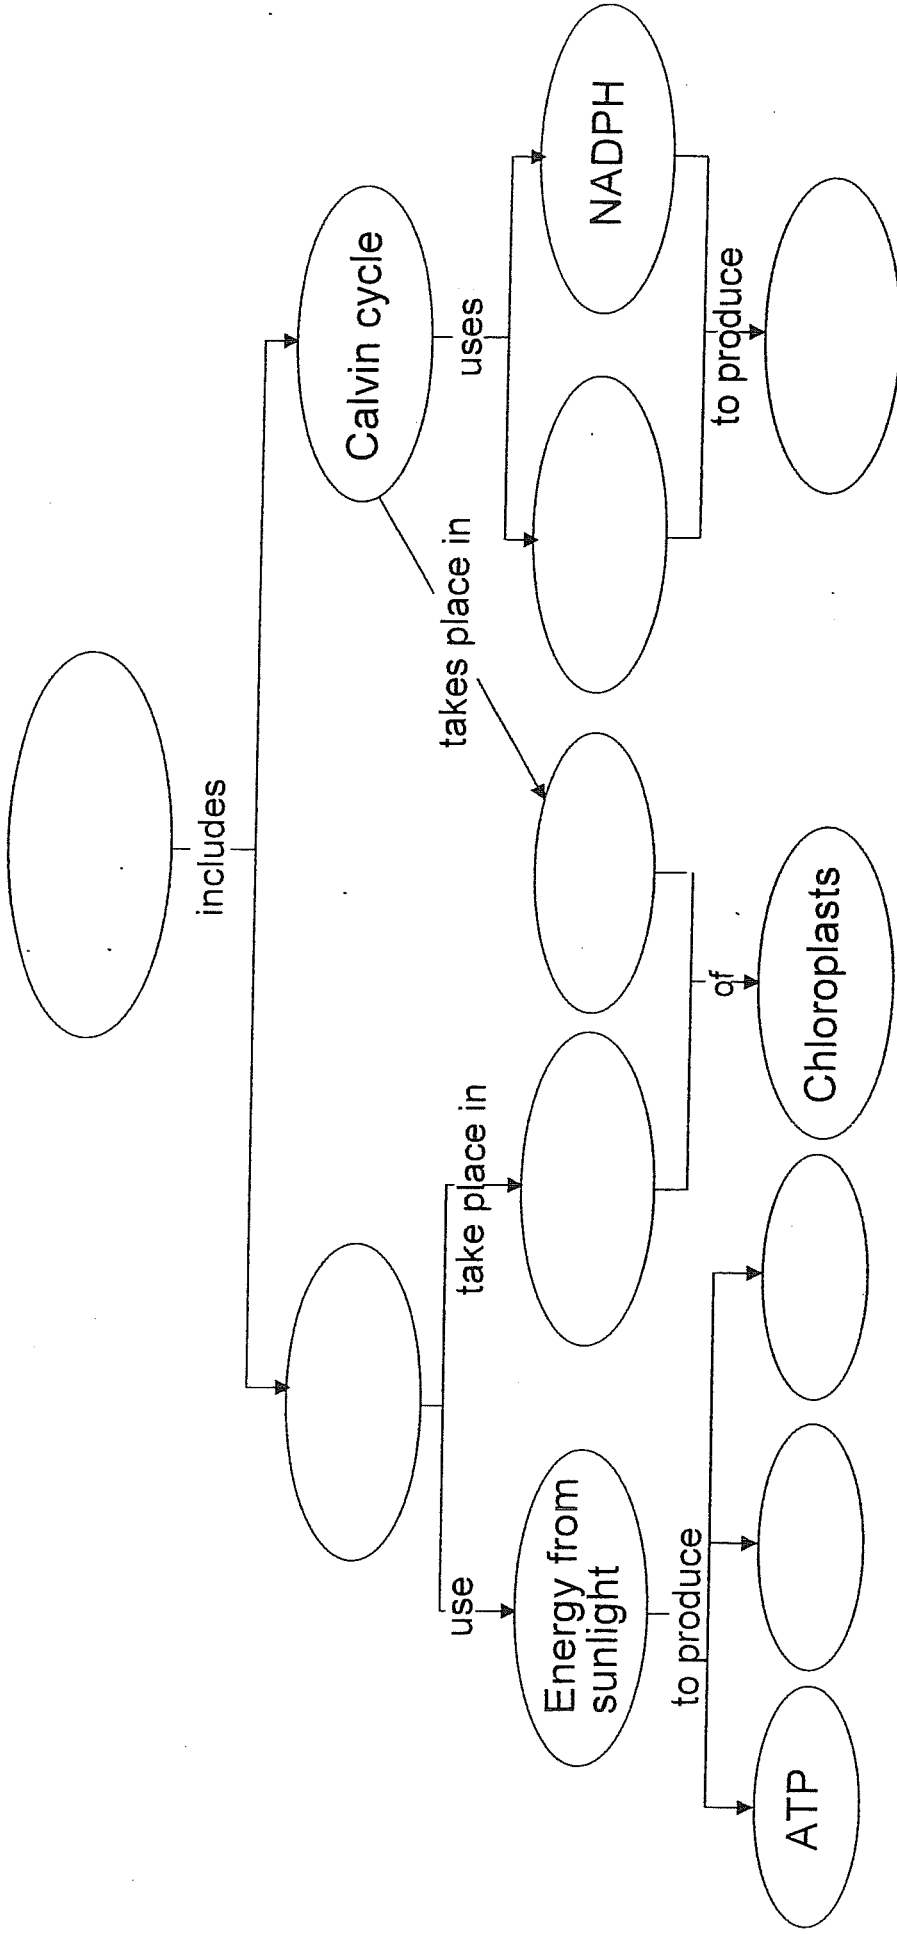 includes
Calvin cycle
use
take place in
takes place in
uses
Energy from
sunlight
NADPH
to produce
of
to produce
ATP
Chloroplasts